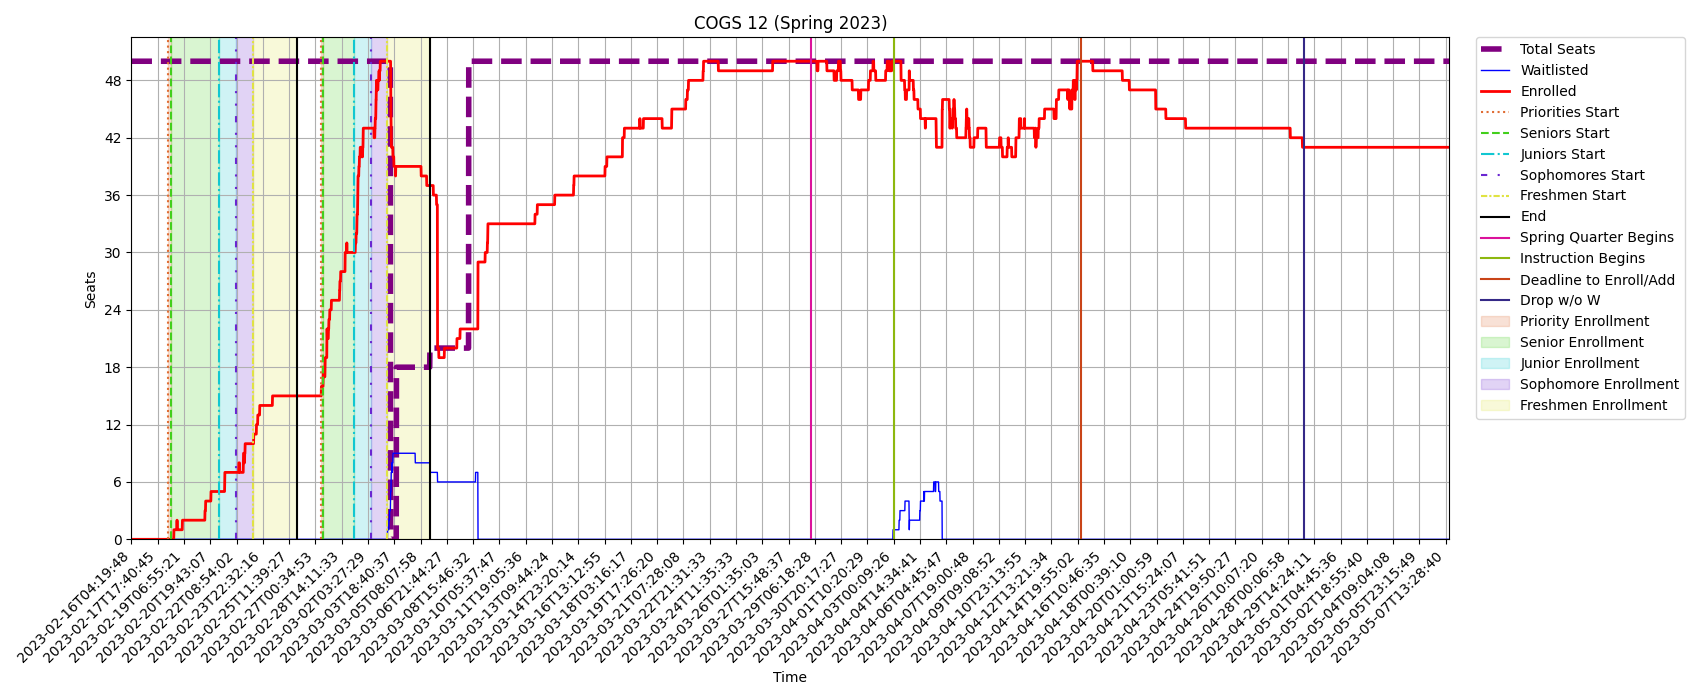 COGS 12 (Spring 2023)
Seats
48
42
36
30
24
18
12
6
0
2023-02-16T04:19:48
2023-02-17T17:40:45
2023-02-19T06:55:21
2023-02-20T19:43:07
2023-02-22T08:54:02
2023-02-23T22:32:16
2023-02-25T11:39:27
2023-02-27T00:34:53
2023-02-28T14:11:33
2023-03-02T03:27:29
2023-03-03T18:40:37
2023-03-05T08:07:58
2023-03-06T21:44:27
2023-03-08T15:46:32
2023-03-10T05:37:47
2023-03-11T19:05:36
2023-03-13T09:44:24
2023-03-14T23:20:14
2023-03-16T13:12:55
2023-03-18T03:16:17
2023-03-19T17:26:20
2023-03-21T07:28:08
2023-03-22T21:31:33
2023-03-24T11:35:33
2023-03-26T01:35:03
2023-03-27T15:48:37
2023-03-29T06:18:28
2023-03-30T20:17:27
2023-04-01T10:20:29
2023-04-03T00:09:26
2023-04-04T14:34:41
2023-04-06T04:45:47
2023-04-07T19:00:48
2023-04-09T09:08:52
2023-04-10T23:13:55
2023-04-12T13:21:34
2023-04-14T19:55:02
2023-04-16T10:46:35
2023-04-18T00:39:10
2023-04-20T01:00:59
2023-04-21T15:24:07
2023-04-23T05:41:51
2023-04-24T19:50:27
2023-04-26T10:07:20
2023-04-28T00:06:58
2023-04-29T14:24:11
2023-05-01T04:45:36
2023-05-02T18:55:40
2023-05-04T09:04:08
2023-05-05T23:15:49
2023-05-07T13:28:40
Time
Total Seats
Waitlisted
Enrolled
Priorities Start
Seniors Start
Juniors Start
Sophomores Start
Freshmen Start
End
Spring Quarter Begins
Instruction Begins
Deadline to Enroll/Add
Drop w/o W
Priority Enrollment
Senior Enrollment
Junior Enrollment
Sophomore Enrollment
Freshmen Enrollment